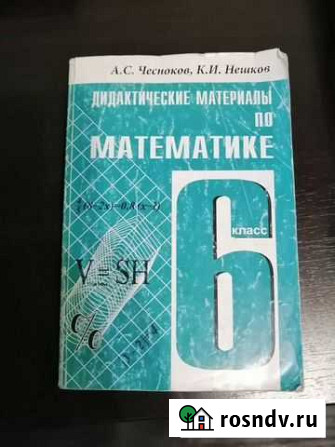 А.С. Чесноков, К.И. Нешков
ДИДАКТИЧЕСКИЕ МАТЕРИАЛЫ
ПО
МАТЕМАТИКЕ
6
класс
V = SH
%
rosndv.ru